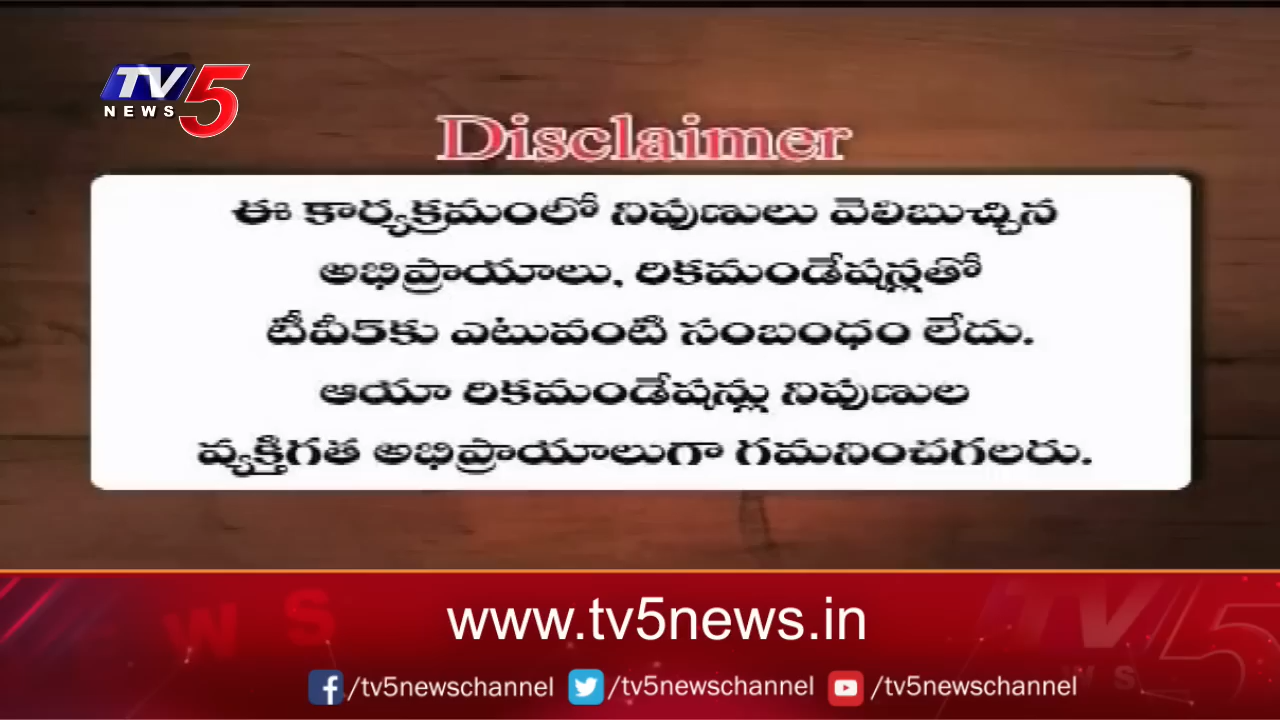 TV5
NEWS
Disclaimer
ఈ కార్యక్రమంలో నిపుణులు వెలిబుచ్చిన
అభిప్రాయాలు, రికమండేషన్లతో
టీవీ5కు ఎటువంటి సంబంధం లేదు.
ఆయా రికమండేషన్లు నిపుణుల
వ్యక్తిగత అభిప్రాయాలుగా గమనించగలరు.
www.tv5news.in
/tv5newschannel /tv5newschannel /tv5newschannel